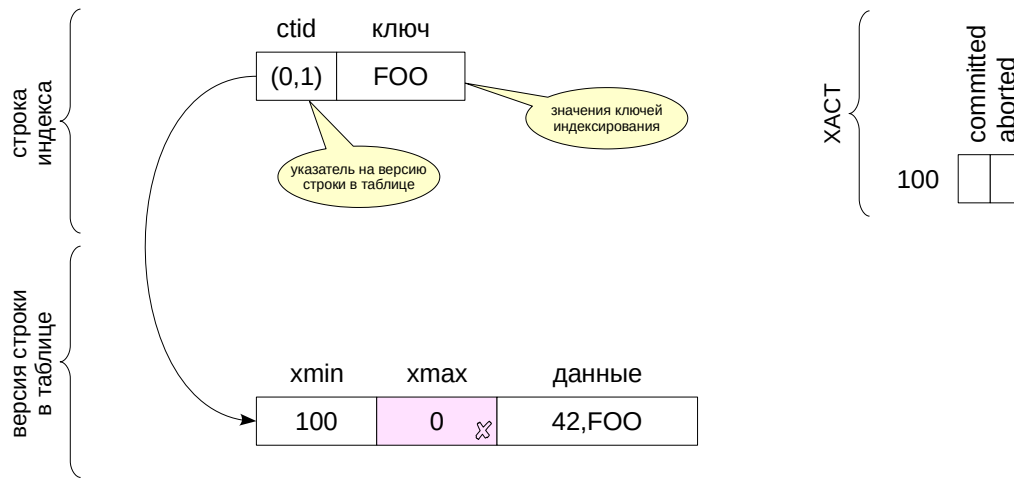 ctid
ключ
(0,1)
FOO
значения ключей
индексирования
указатель на версию
строки в таблице
строка
индекса
XACT
committed
aborted
100
версия строки
в таблице
xmin
xmax
данные
100
0
42,FOO